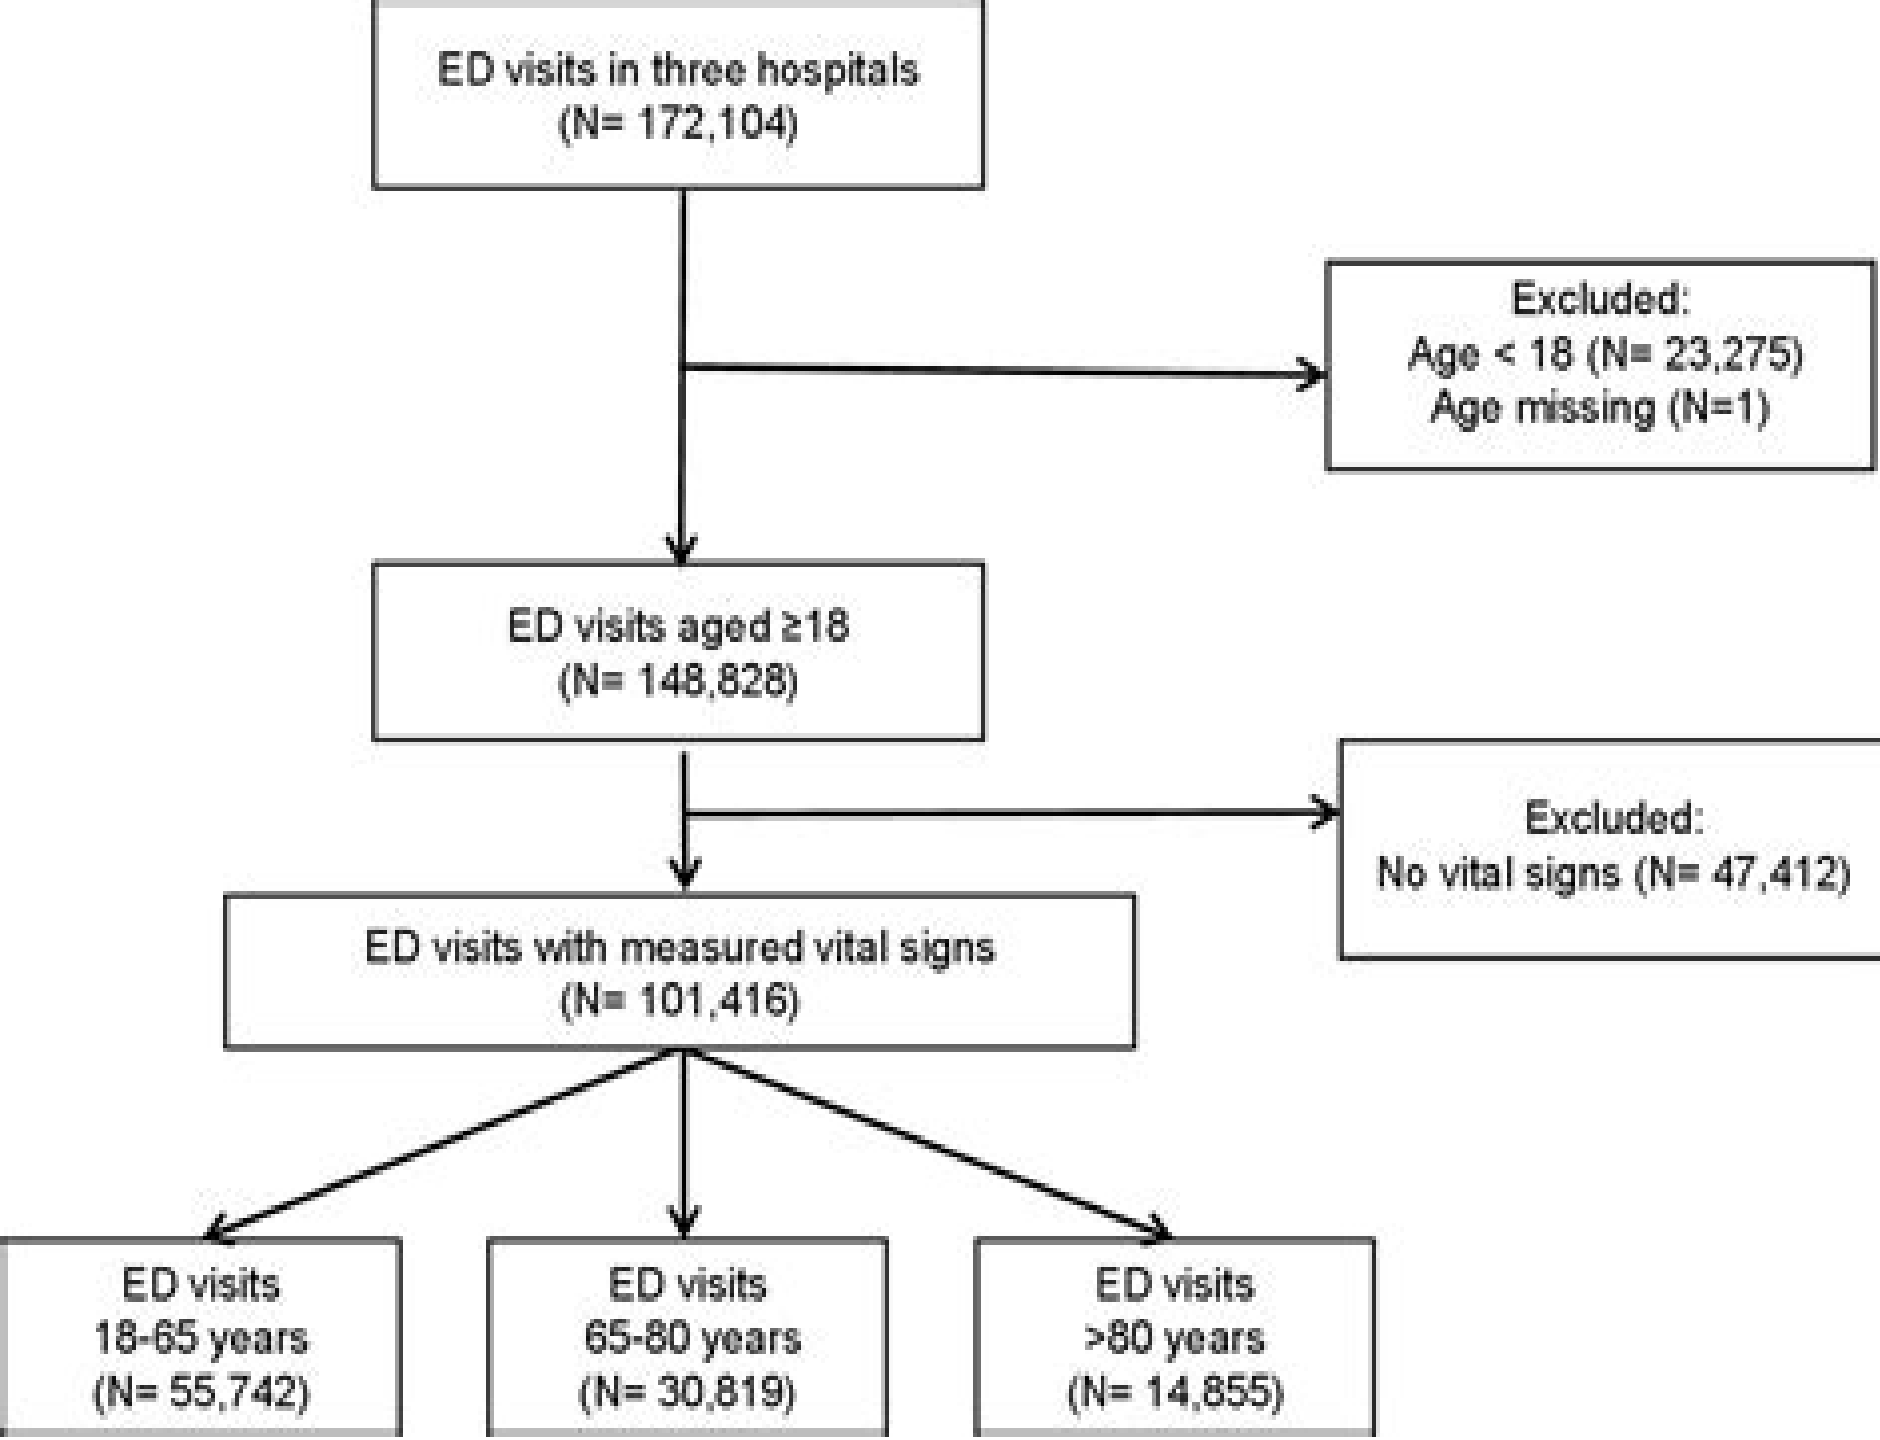 ED visits in three hospitals
(N= 172,104)
Excluded:
Age < 18 (N= 23,275)
Age missing (N=1)
ED visits aged ≥18
(N= 148,828)
Excluded:
No vital signs (N= 47,412)
ED visits with measured vital signs
(N= 101,416)
ED visits
18-65 years
(N= 55,742)
ED visits
65-80 years
(N= 30,819)
ED visits
>80 years
(N= 14,855)